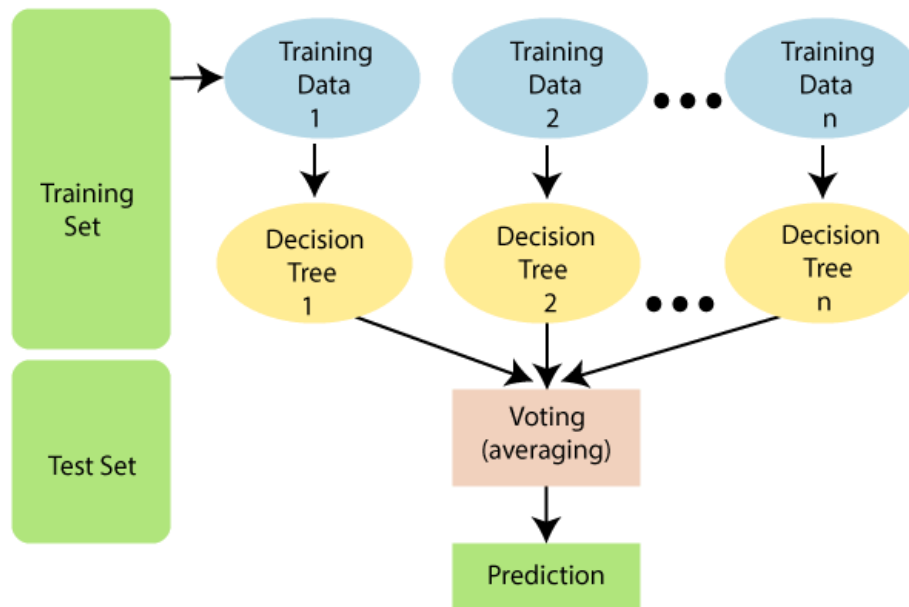 Training
Set
Training
Data
1
Training
Data
2
Training
Data
n
Decision
Tree
1
Decision
Tree
2
Decision
Tree
n
Test Set
Voting
(averaging)
Prediction